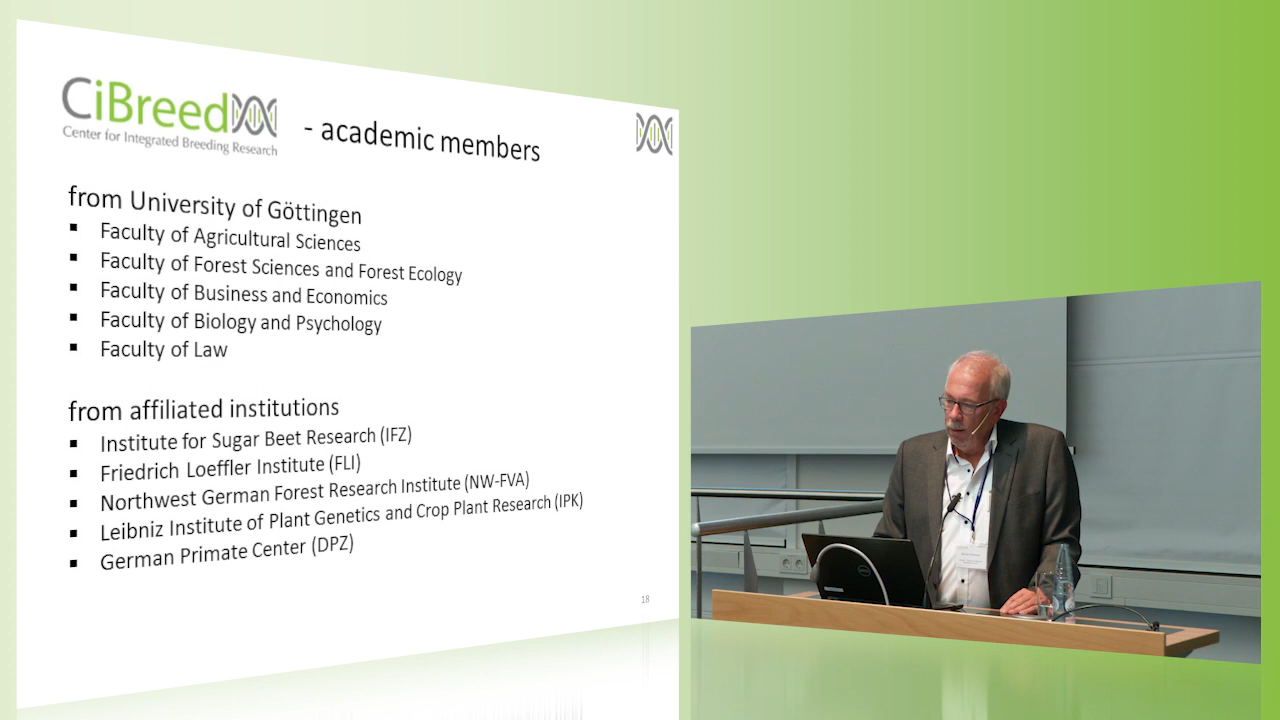 CiBreed
Center for Integrated Breeding Research
- academic members
from University of Göttingen
▪ Faculty of Agricultural Sciences
▪ Faculty of Forest Sciences and Forest Ecology
▪ Faculty of Business and Economics
▪ Faculty of Biology and Psychology
▪ Faculty of Law
from affiliated institutions
▪ Institute for Sugar Beet Research (IFZ)
▪ Friedrich Loeffler Institute (FLI)
▪ Northwest German Forest Research Institute (NW-FVA)
▪ Leibniz Institute of Plant Genetics and Crop Plant Research (IPK)
▪ German Primate Center (DPZ)
18
DELL